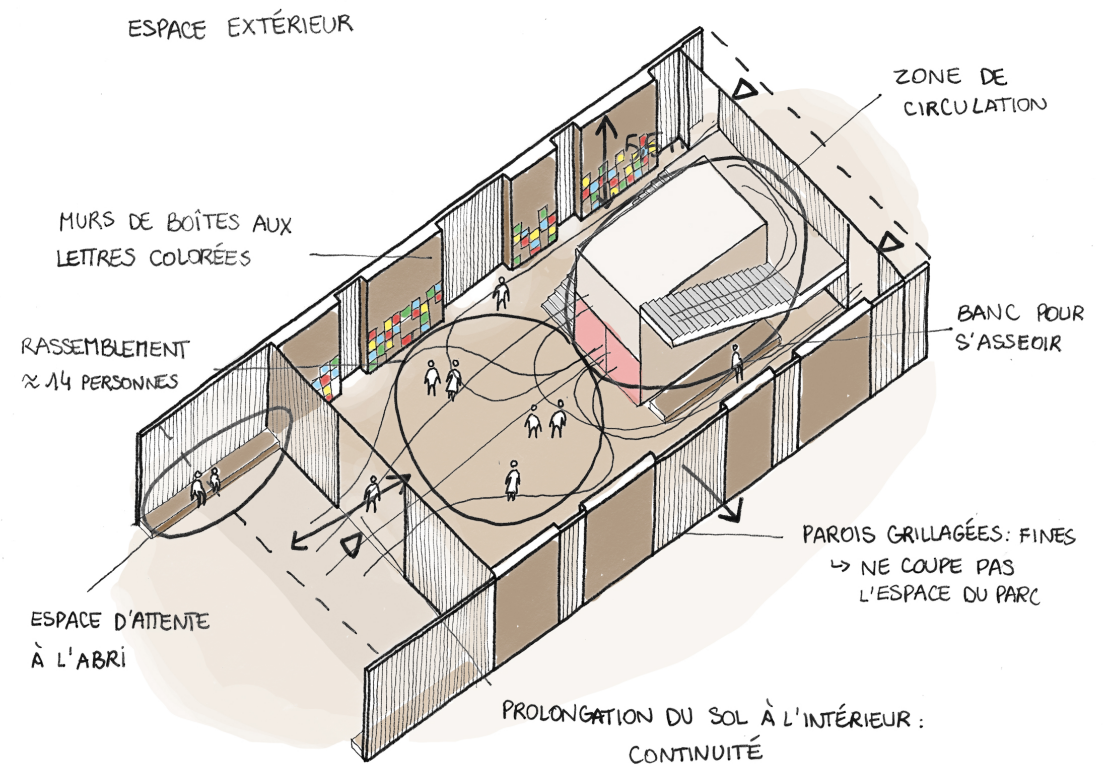 ESPACE EXTÉRIEUR
ZONE DE
CIRCULATION
MURS DE BOÎTES AUX
LETTRES COLORÉES
RASSEMBLEMENT
≈ 14 PERSONNES
BANC POUR
S'ASSEOIR
PAROIS GRILLAGÉES : FINES
↳ NE COUPE PAS
L'ESPACE DU PARC
ESPACE D'ATTENTE
À L'ABRI
PROLONGATION DU SOL À L'INTÉRIEUR :
CONTINUITÉ